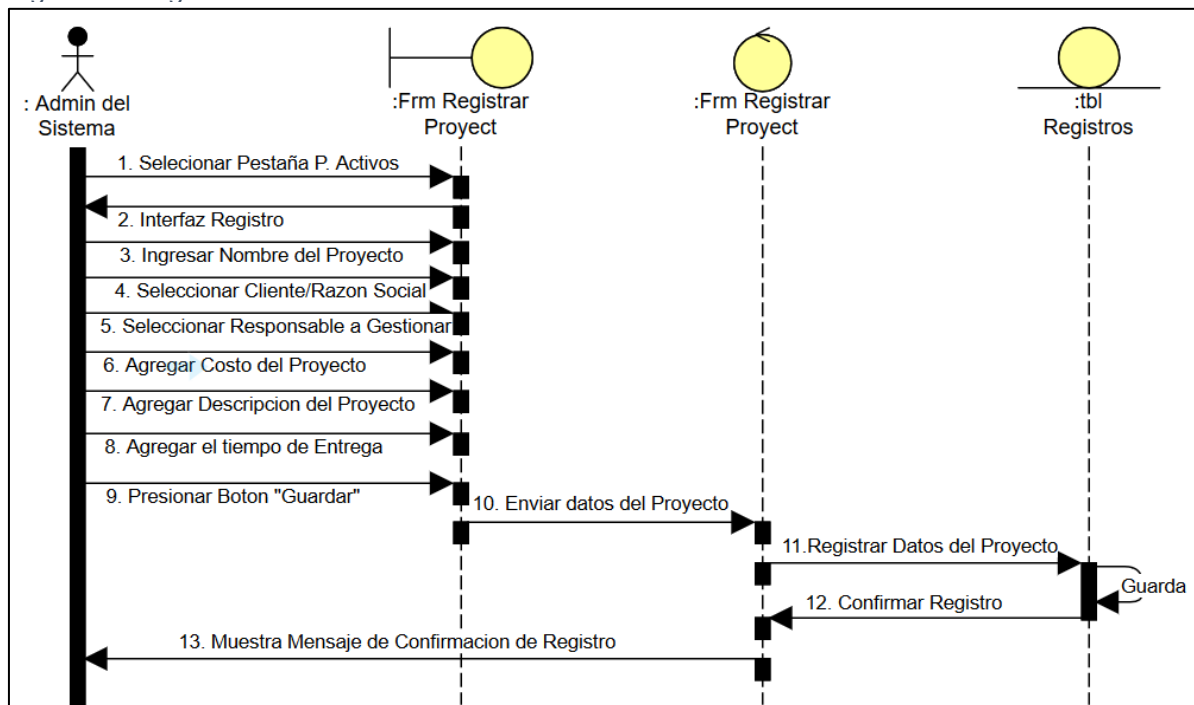 : Admin del
Sistema
:Frm Registrar
Proyect
:Frm Registrar
Proyect
:tbl
Registros
1. Selecionar Pestaña P. Activos
2. Interfaz Registro
3. Ingresar Nombre del Proyecto
4. Seleccionar Cliente/Razon Social
5. Seleccionar Responsable a Gestionar
6. Agregar Costo del Proyecto
7. Agregar Descripcion del Proyecto
8. Agregar el tiempo de Entrega
9. Presionar Boton "Guardar"
10. Enviar datos del Proyecto
11.Registrar Datos del Proyecto
Guarda
12. Confirmar Registro
13. Muestra Mensaje de Confirmacion de Registro